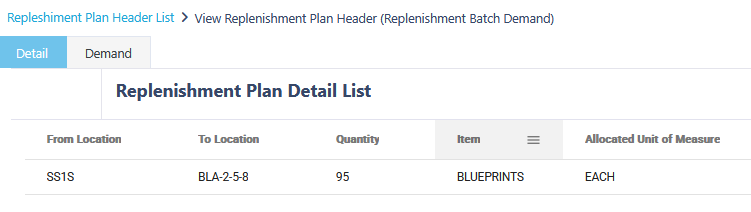 Repleshiment Plan Header List > View Replenishment Plan Header (Replenishment Batch Demand)
Detail Demand
Replenishment Plan Detail List
From Location To Location Quantity Item Allocated Unit of Measure
SS1S BLA-2-5-8 95 BLUEPRINTS EACH